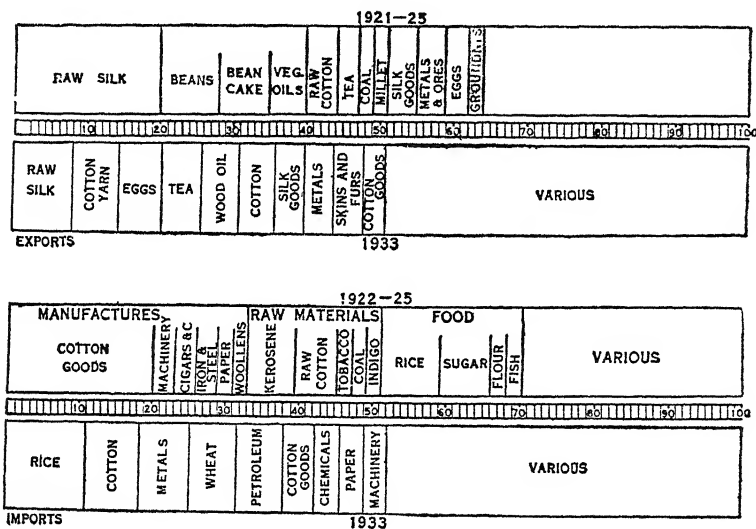 1921-25
RAW SILK
BEANS
BEAN
CAKE
VEG.
OILS
RAW
COTTON
TEA
COAL
MILLET
SILK
GOODS
METALS
& ORES
EGGS
GROUNDNUTS
10 20 30 40 50 60 70 80 90 100
RAW
SILK
COTTON
YARN
EGGS
TEA
WOOD OIL
COTTON
SILK
GOODS
METALS
SKINS AND
FURS
COTTON
GOODS
VARIOUS
EXPORTS
1933
1922-25
MANUFACTURES
COTTON
GOODS
MACHINERY
CIGARS &C
IRON &
STEEL
PAPER
WOOLLENS
RAW MATERIALS
KEROSENE
RAW
COTTON
TOBACCO
COAL
INDIGO
FOOD
RICE
SUGAR
FLOUR
FISH
VARIOUS
10 20 30 40 50 60 70 80 90 100
RICE
COTTON
METALS
WHEAT
PETROLEUM
COTTON
GOODS
CHEMICALS
PAPER
MACHINERY
VARIOUS
IMPORTS
1933